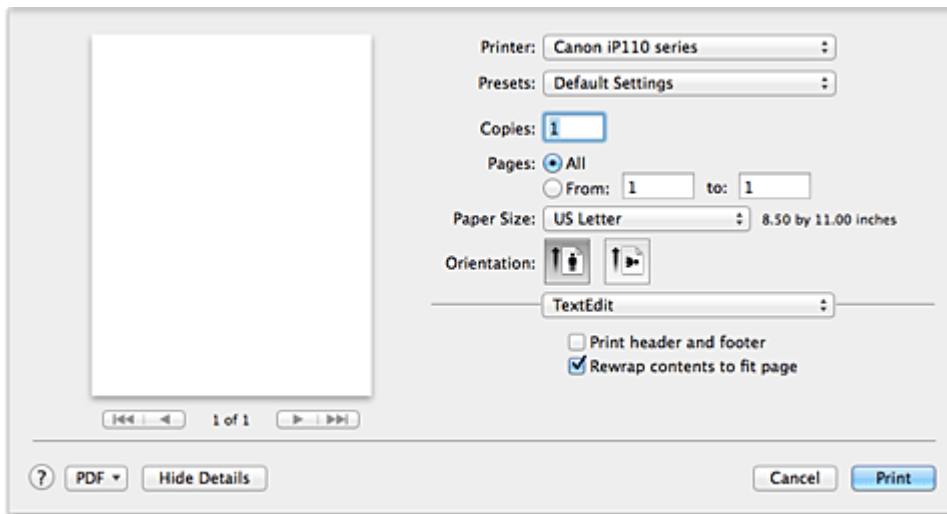 Printer: Canon iP110 series
Presets: Default Settings
Copies: 1
Pages: All
From: 1 to: 1
Paper Size: US Letter 8.50 by 11.00 inches
Orientation:
TextEdit
Print header and footer
Rewrap contents to fit page
1 of 1
? PDF Hide Details Cancel Print